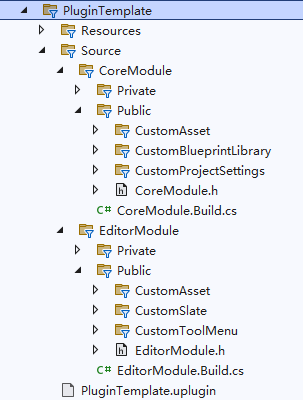 PluginTemplate
Resources
Source
CoreModule
Private
Public
CustomAsset
CustomBlueprintLibrary
CustomProjectSettings
CoreModule.h
C# CoreModule.Build.cs
EditorModule
Private
Public
CustomAsset
CustomSlate
CustomToolMenu
EditorModule.h
C# EditorModule.Build.cs
PluginTemplate.uplugin